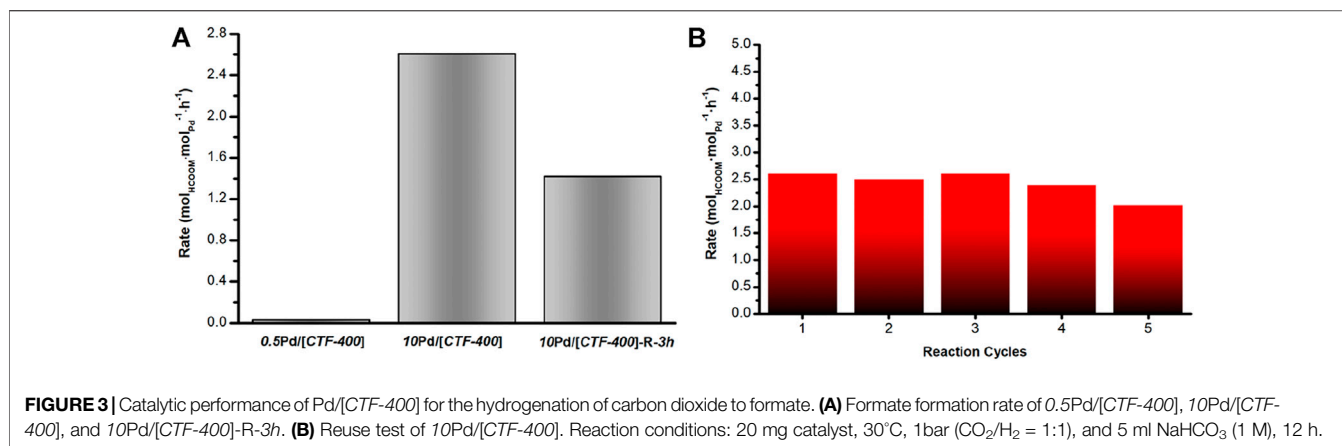 A
2.8
2.4
2.0
1.6
1.2
0.8
0.4
0.0
Rate (mol_HCOOM·mol_Pd⁻¹·h⁻¹)
0.5Pd/[CTF-400] 10Pd/[CTF-400] 10Pd/[CTF-400]-R-3h
B
5.0
4.5
4.0
3.5
3.0
2.5
2.0
1.5
1.0
0.5
0.0
Rate (mol_HCOOM·mol_Pd⁻¹·h⁻¹)
1 2 3 4 5
Reaction Cycles
FIGURE 3 | Catalytic performance of Pd/[CTF-400] for the hydrogenation of carbon dioxide to formate. (A) Formate formation rate of 0.5Pd/[CTF-400], 10Pd/[CTF-
400], and 10Pd/[CTF-400]-R-3h. (B) Reuse test of 10Pd/[CTF-400]. Reaction conditions: 20 mg catalyst, 30°C, 1bar (CO₂/H₂ = 1:1), and 5 ml NaHCO₃ (1 M), 12 h.